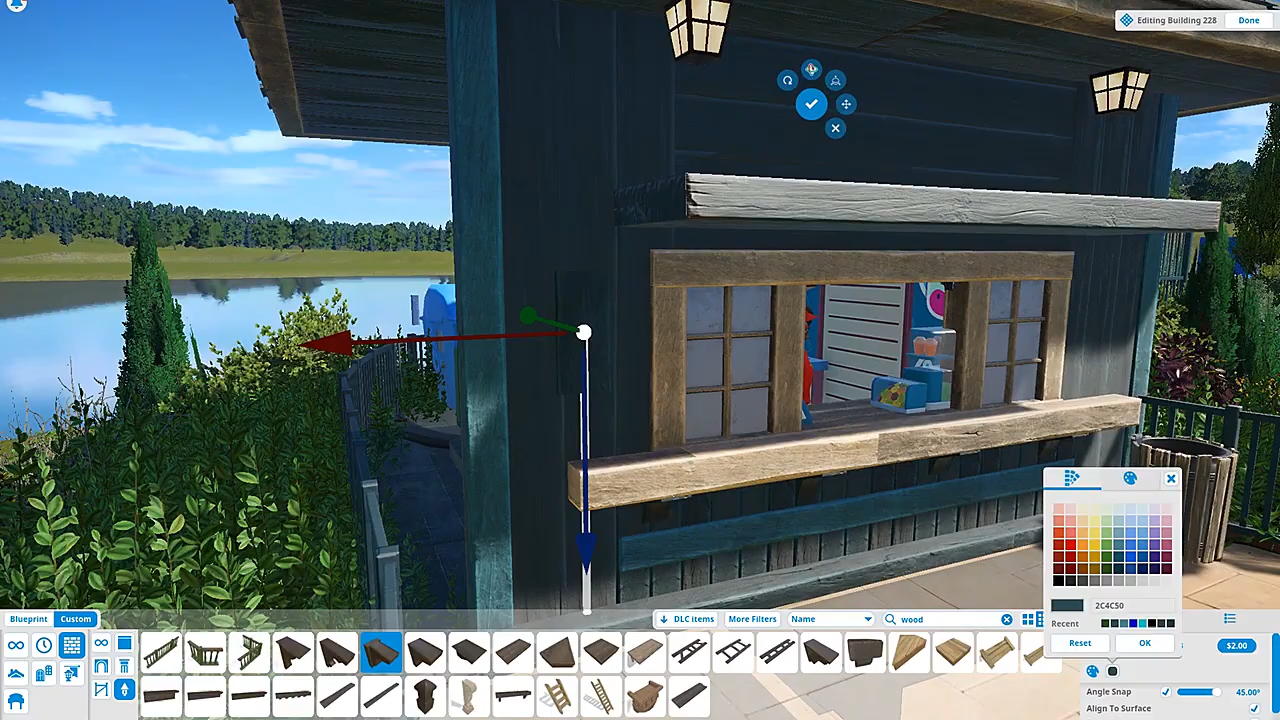 Editing Building 228
Done
Blueprint
Custom
DLC items
More Filters
Name
wood
2C4C50
Recent
Reset
OK
$2.00
Angle Snap
45.00°
Align To Surface